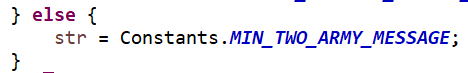 } else {
str = Constants.MIN_TWO_ARMY_MESSAGE;
}